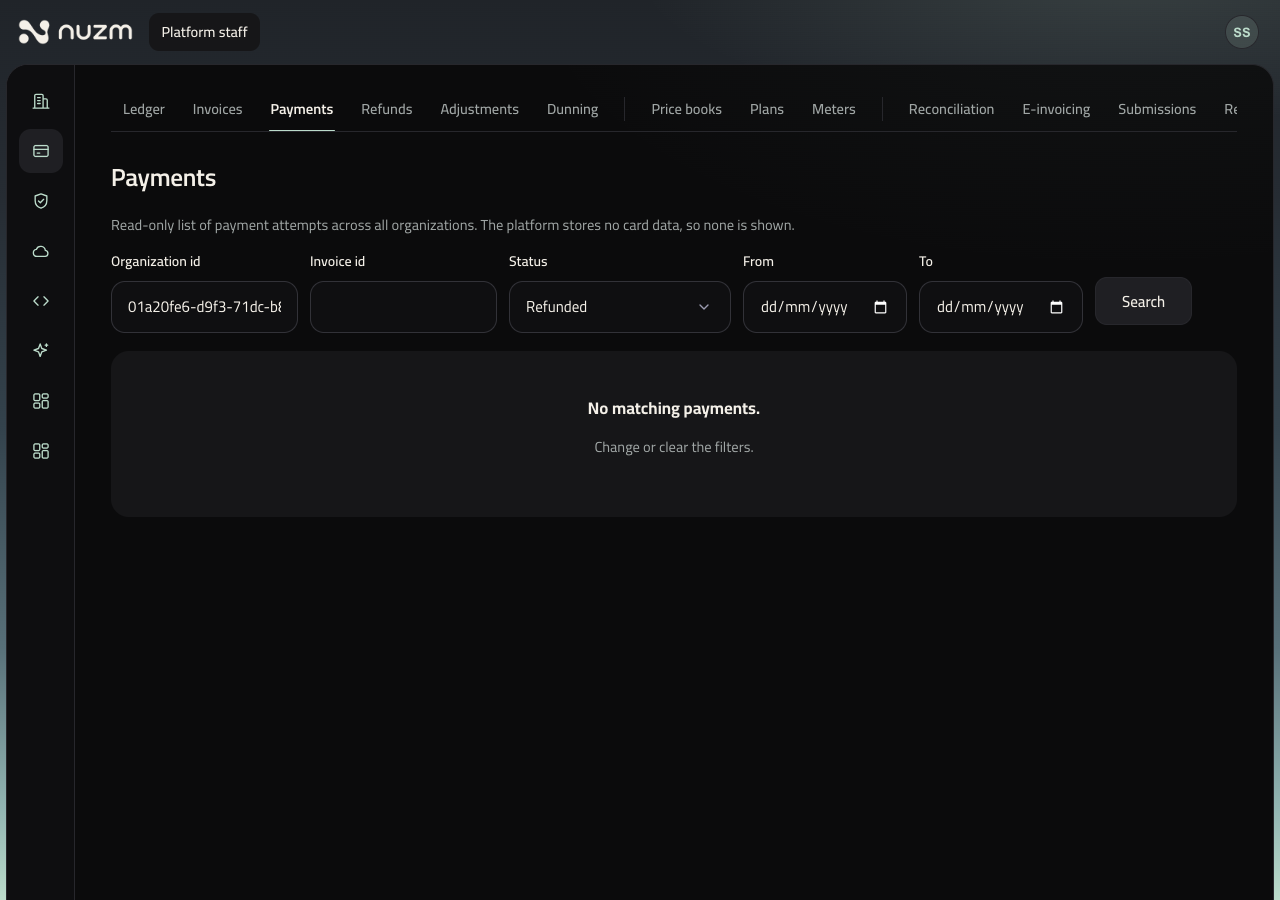 nuzm
Platform staff
SS
Ledger Invoices Payments Refunds Adjustments Dunning Price books Plans Meters Reconciliation E-invoicing Submissions
Payments
Read-only list of payment attempts across all organizations. The platform stores no card data, so none is shown.
Organization id Invoice id Status From To
01a20fe6-d9f3-71dc-b Refunded dd/mm/yyyy dd/mm/yyyy Search
No matching payments.
Change or clear the filters.